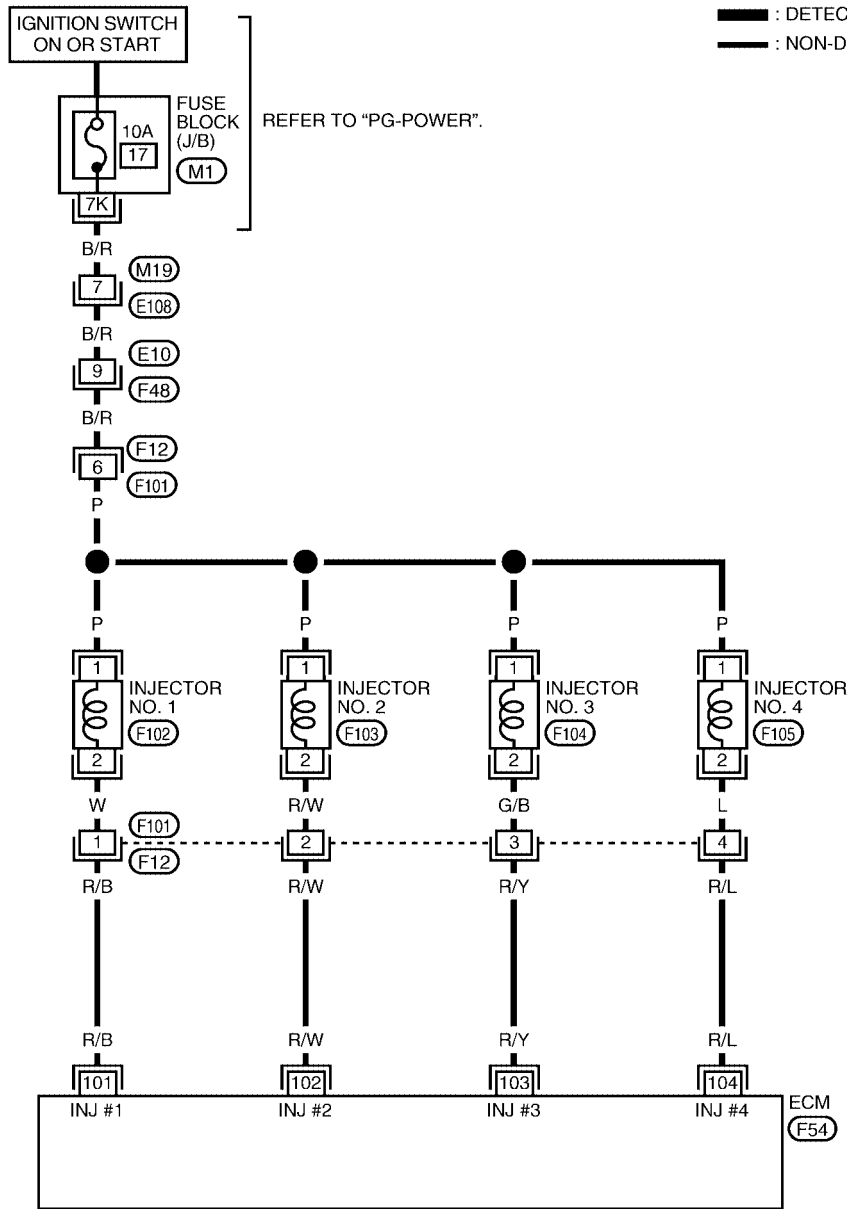 IGNITION SWITCH
ON OR START
: DETEC
: NON-D
FUSE
BLOCK
(J/B)
M1
10A
17
REFER TO “PG-POWER”.
7K
B/R
M19
7
E108
B/R
E10
9
F48
B/R
F12
6
F101
P
P P P P
1 1 1 1
INJECTOR
NO. 1
F102
INJECTOR
NO. 2
F103
INJECTOR
NO. 3
F104
INJECTOR
NO. 4
F105
2 2 2 2
W R/W G/B L
F101
1 2 3 4
F12
R/B R/W R/Y R/L
R/B R/W R/Y R/L
101 102 103 104
INJ #1 INJ #2 INJ #3 INJ #4
ECM
F54